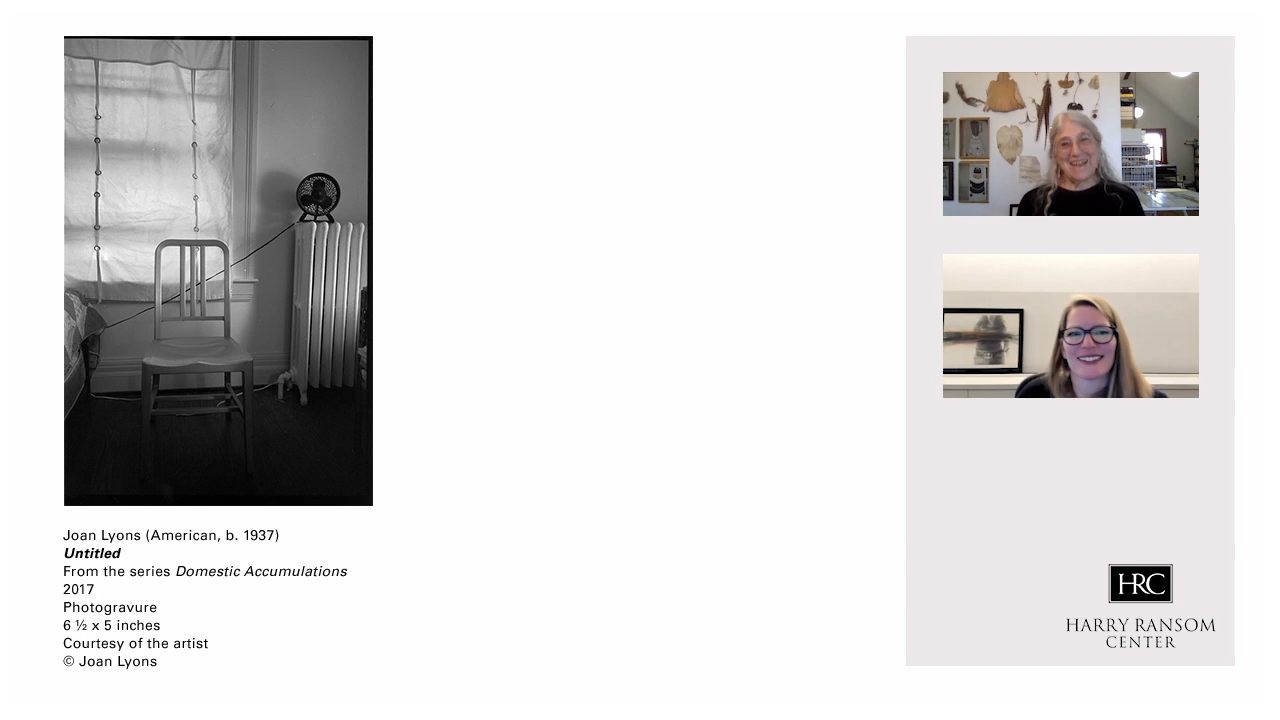 Joan Lyons (American, b. 1937)
Untitled
From the series Domestic Accumulations
2017
Photogravure
6 ½ x 5 inches
Courtesy of the artist
© Joan Lyons
HRC
HARRY RANSOM
CENTER